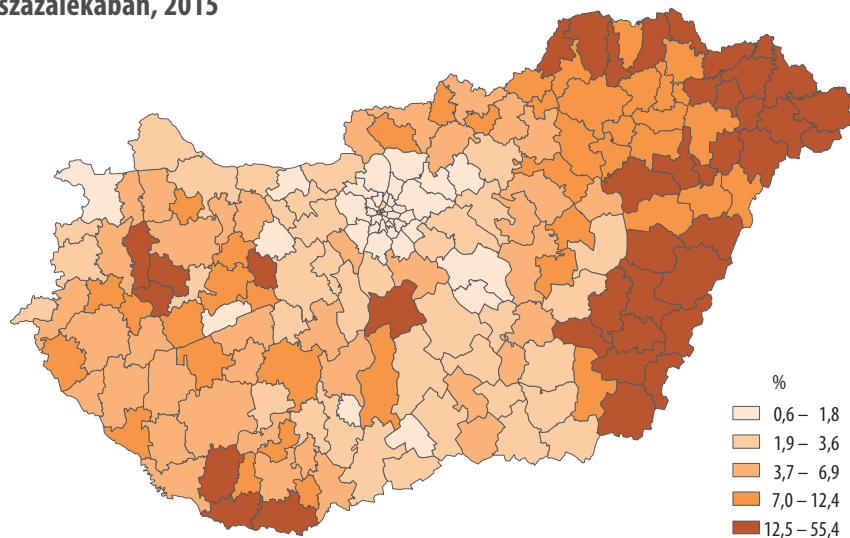 százalékában, 2015
%
0,6 – 1,8
1,9 – 3,6
3,7 – 6,9
7,0 – 12,4
12,5 – 55,4